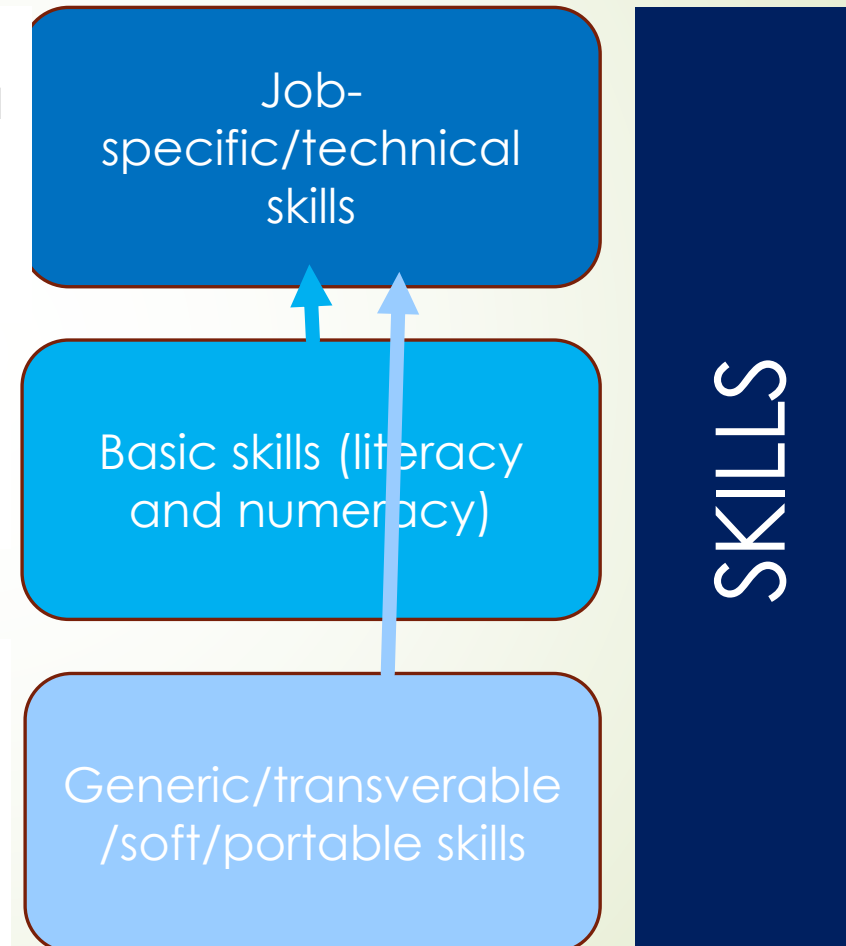 Job-
specific/technical
skills
Basic skills (literacy
and numeracy)
Generic/transverable
/soft/portable skills
SKILLS